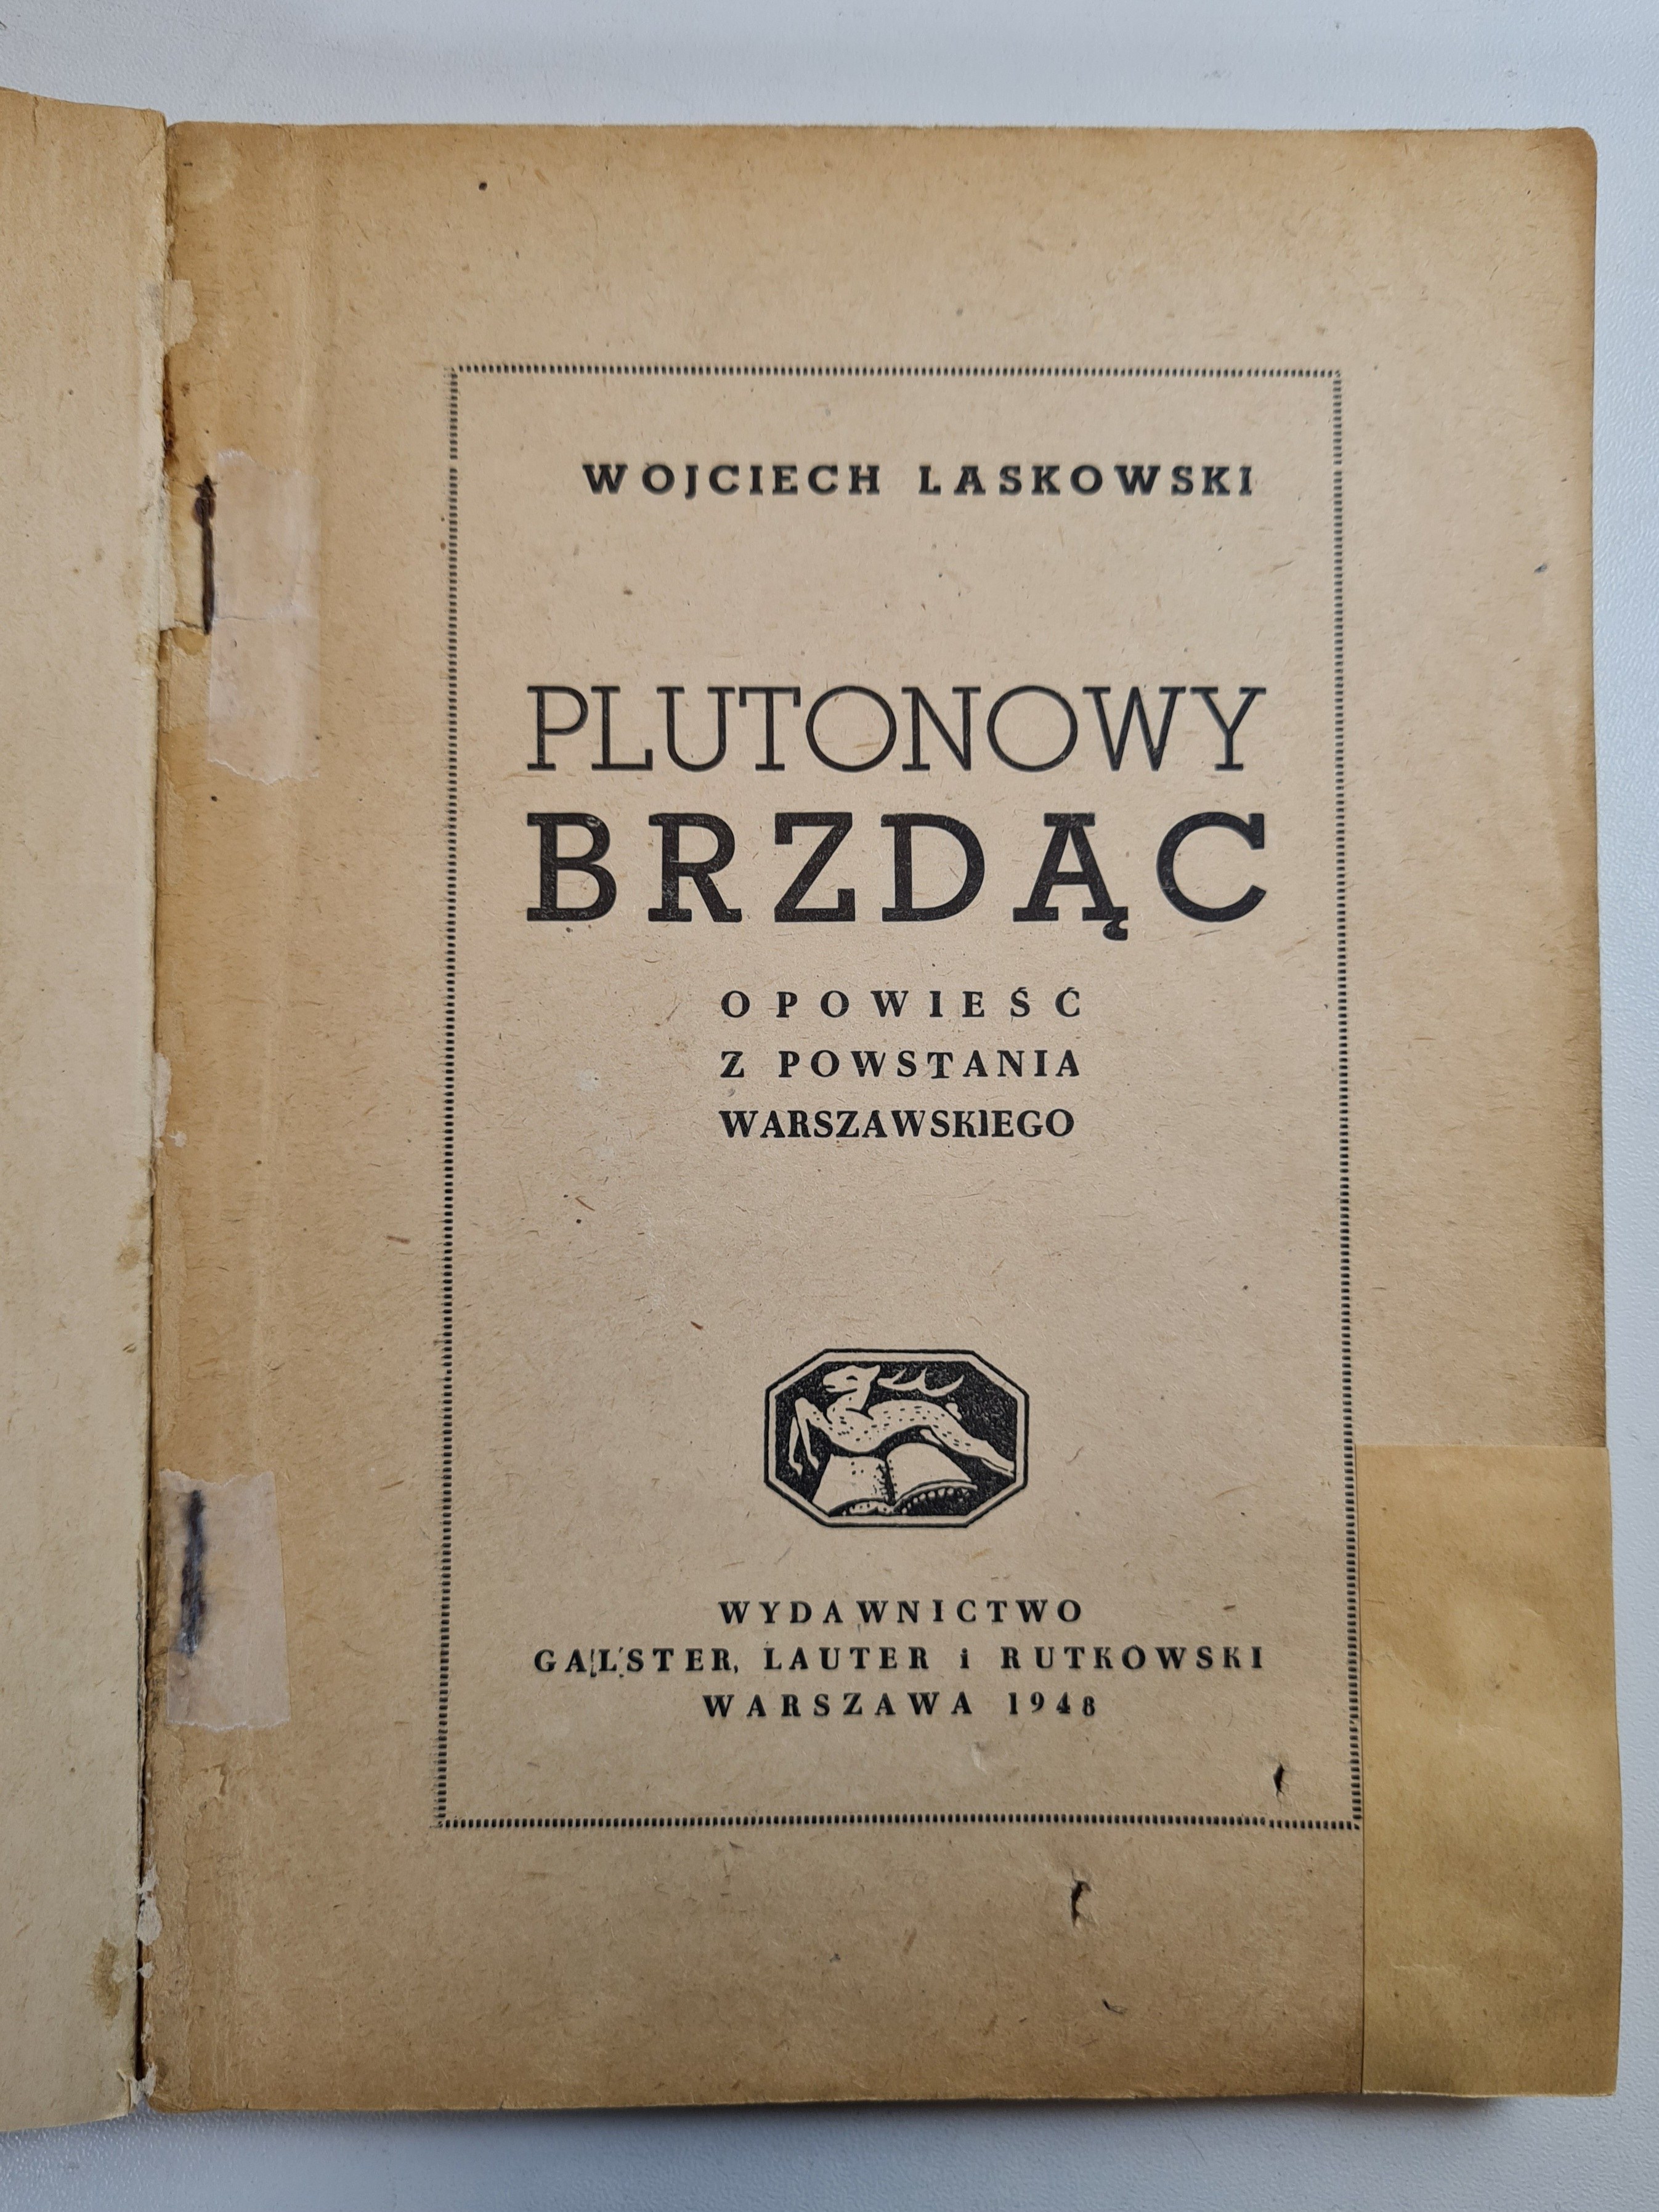 WOJCIECH LASKOWSKI
PLUTONOWY
BRZDĄC
OPOWIEŚĆ
Z POWSTANIA
WARSZAWSKIEGO
WYDAWNICTWO
GALSTER, LAUTER i RUTKOWSKI
WARSZAWA 1948